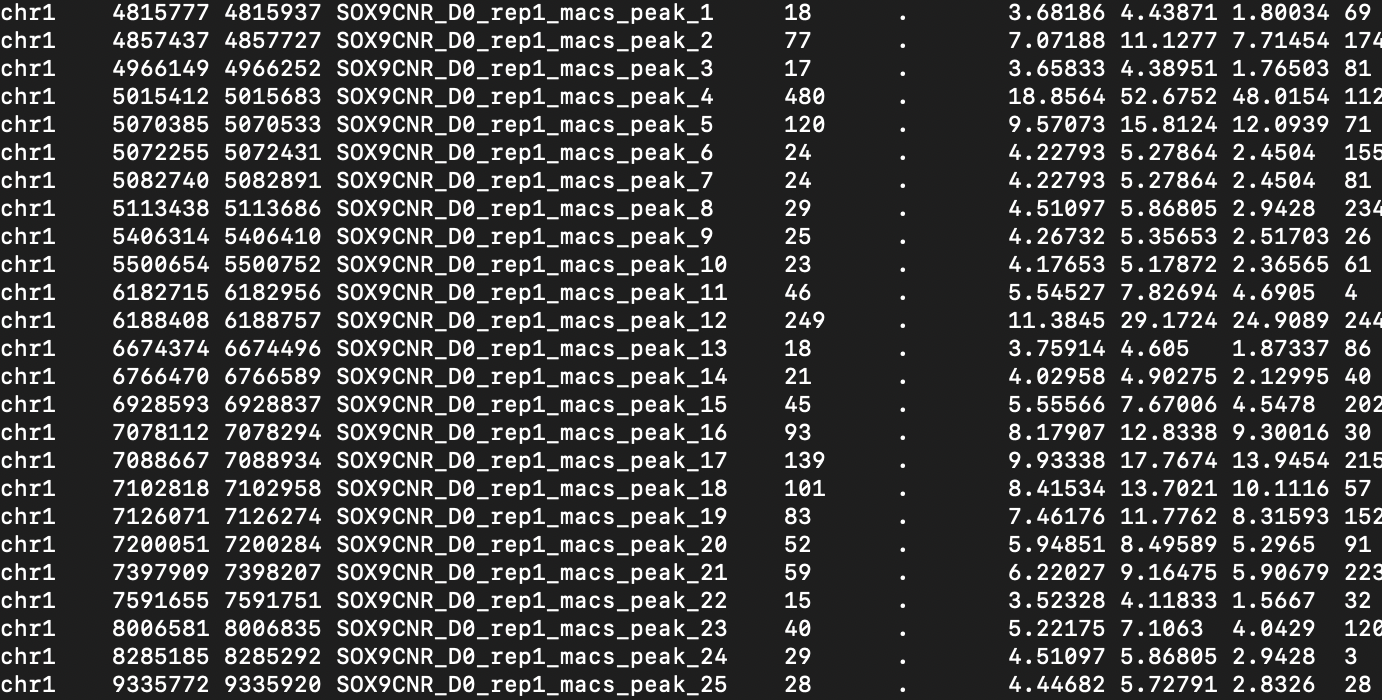 chr1 4815777 4815937 SOX9CNR_D0_rep1_macs_peak_1 18 . 3.68186 4.43871 1.80034 69
chr1 4857437 4857727 SOX9CNR_D0_rep1_macs_peak_2 77 . 7.07188 11.1277 7.71454 174
chr1 4966149 4966252 SOX9CNR_D0_rep1_macs_peak_3 17 . 3.65833 4.38951 1.76503 81
chr1 5015412 5015683 SOX9CNR_D0_rep1_macs_peak_4 480 . 18.8564 52.6752 48.0154 112
chr1 5070385 5070533 SOX9CNR_D0_rep1_macs_peak_5 120 . 9.57073 15.8124 12.0939 71
chr1 5072255 5072431 SOX9CNR_D0_rep1_macs_peak_6 24 . 4.22793 5.27864 2.4504 155
chr1 5082740 5082891 SOX9CNR_D0_rep1_macs_peak_7 24 . 4.22793 5.27864 2.4504 81
chr1 5113438 5113686 SOX9CNR_D0_rep1_macs_peak_8 29 . 4.51097 5.86805 2.9428 234
chr1 5406314 5406410 SOX9CNR_D0_rep1_macs_peak_9 25 . 4.26732 5.35653 2.51703 26
chr1 5500654 5500752 SOX9CNR_D0_rep1_macs_peak_10 23 . 4.17653 5.17872 2.36565 61
chr1 6182715 6182956 SOX9CNR_D0_rep1_macs_peak_11 46 . 5.54527 7.82694 4.6905 4
chr1 6188408 6188757 SOX9CNR_D0_rep1_macs_peak_12 249 . 11.3845 29.1724 24.9089 244
chr1 6674374 6674496 SOX9CNR_D0_rep1_macs_peak_13 18 . 3.75914 4.605 1.87337 86
chr1 6766470 6766589 SOX9CNR_D0_rep1_macs_peak_14 21 . 4.02958 4.90275 2.12995 40
chr1 6928593 6928837 SOX9CNR_D0_rep1_macs_peak_15 45 . 5.55566 7.67006 4.5478 202
chr1 7078112 7078294 SOX9CNR_D0_rep1_macs_peak_16 93 . 8.17907 12.8338 9.30016 30
chr1 7088667 7088934 SOX9CNR_D0_rep1_macs_peak_17 139 . 9.93338 17.7674 13.9454 215
chr1 7102818 7102958 SOX9CNR_D0_rep1_macs_peak_18 101 . 8.41534 13.7021 10.1116 57
chr1 7126071 7126274 SOX9CNR_D0_rep1_macs_peak_19 83 . 7.46176 11.7762 8.31593 152
chr1 7200051 7200284 SOX9CNR_D0_rep1_macs_peak_20 52 . 5.94851 8.49589 5.2965 91
chr1 7397909 7398207 SOX9CNR_D0_rep1_macs_peak_21 59 . 6.22027 9.16475 5.90679 223
chr1 7591655 7591751 SOX9CNR_D0_rep1_macs_peak_22 15 . 3.52328 4.11833 1.5667 32
chr1 8006581 8006835 SOX9CNR_D0_rep1_macs_peak_23 40 . 5.22175 7.1063 4.0429 120
chr1 8285185 8285292 SOX9CNR_D0_rep1_macs_peak_24 29 . 4.51097 5.86805 2.9428 3
chr1 9335772 9335920 SOX9CNR_D0_rep1_macs_peak_25 28 . 4.44682 5.72791 2.8326 28